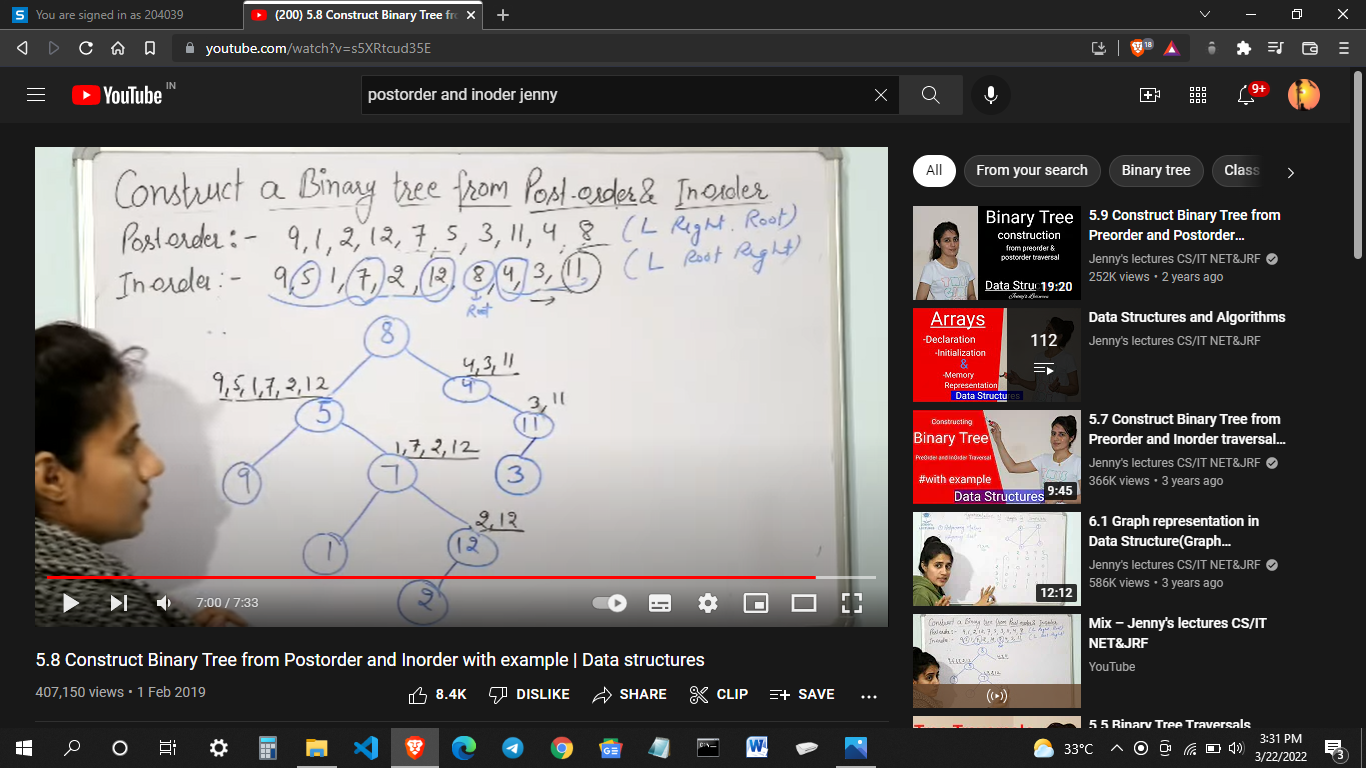 You are signed in as 204039
(200) 5.8 Construct Binary Tree fr
youtube.com/watch?v=s5XRtcud35E
18
YouTube IN
postorder and inoder jenny
9+
Construct a Binary tree from Post-order & Inorder
Postorder:- 9, 1, 2, 12, 7, 5, 3, 11, 4, 8 (L Right Root)
Inorder:- 9, 5, 1, 7, 2, 12, 8, 4, 3, 11 (L Root Right)
Root
8
9, 5, 1, 7, 2, 12
4, 3, 11
4
5
3, 11
11
1, 7, 2, 12
9
7
3
2, 12
1
12
2
7:00 / 7:33
5.8 Construct Binary Tree from Postorder and Inorder with example | Data structures
407,150 views • 1 Feb 2019
8.4K
DISLIKE
SHARE
CLIP
SAVE
All
From your search
Binary tree
Class
Binary Tree
construction
from preorder &
postorder traversal
Data Struc
Jenny's Lectures
19:20
5.9 Construct Binary Tree from
Preorder and Postorder...
Jenny's lectures CS/IT NET&JRF
252K views • 2 years ago
Arrays
-Declaration
-Initialization
&
-Memory
Representation
Data Structures
112
Data Structures and Algorithms
Jenny's lectures CS/IT NET&JRF
Constructing
Binary Tree
PreOrder and InOrder Traversal
#with example
Data Structures
9:45
5.7 Construct Binary Tree from
Preorder and Inorder traversal...
Jenny's lectures CS/IT NET&JRF
366K views • 3 years ago
12:12
6.1 Graph representation in
Data Structure(Graph...
Jenny's lectures CS/IT NET&JRF
586K views • 3 years ago
Construct a Binary tree from Post-order & Inorder
Mix – Jenny's lectures CS/IT
NET&JRF
YouTube
5.5 Binary Tree Traversals
33°C
3:31 PM
3/22/2022
3